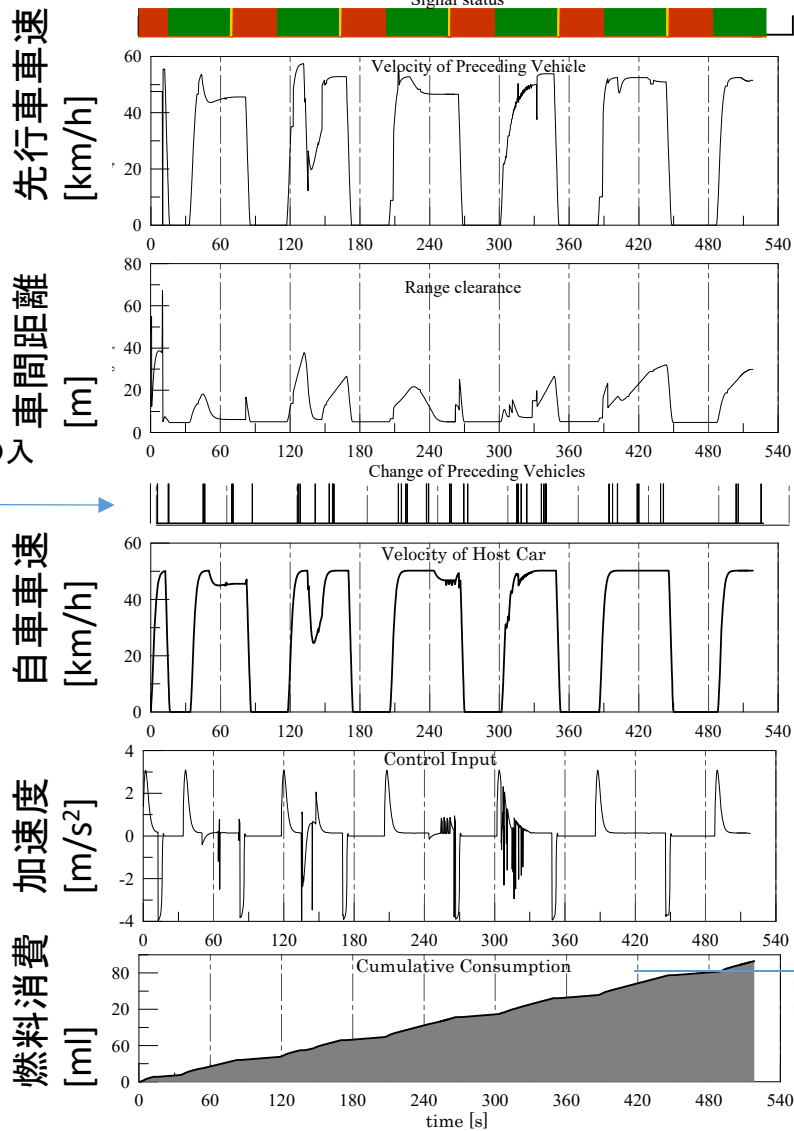 Signal status
先行車車速
[km/h]
Velocity of Preceding Vehicle
60
40
20
0
0 60 120 180 240 300 360 420 480 540
車間距離
[m]
Range clearance
80
60
40
20
0
0 60 120 180 240 300 360 420 480 540
入
Change of Preceding Vehicles
自車車速
[km/h]
Velocity of Host Car
60
40
20
0
0 60 120 180 240 300 360 420 480 540
加速度
[m/s²]
Control Input
4
2
0
-2
-4
0 60 120 180 240 300 360 420 480 540
燃料消費
[ml]
Cumulative Consumption
80
20
60
0
0 60 120 180 240 300 360 420 480 540
time [s]